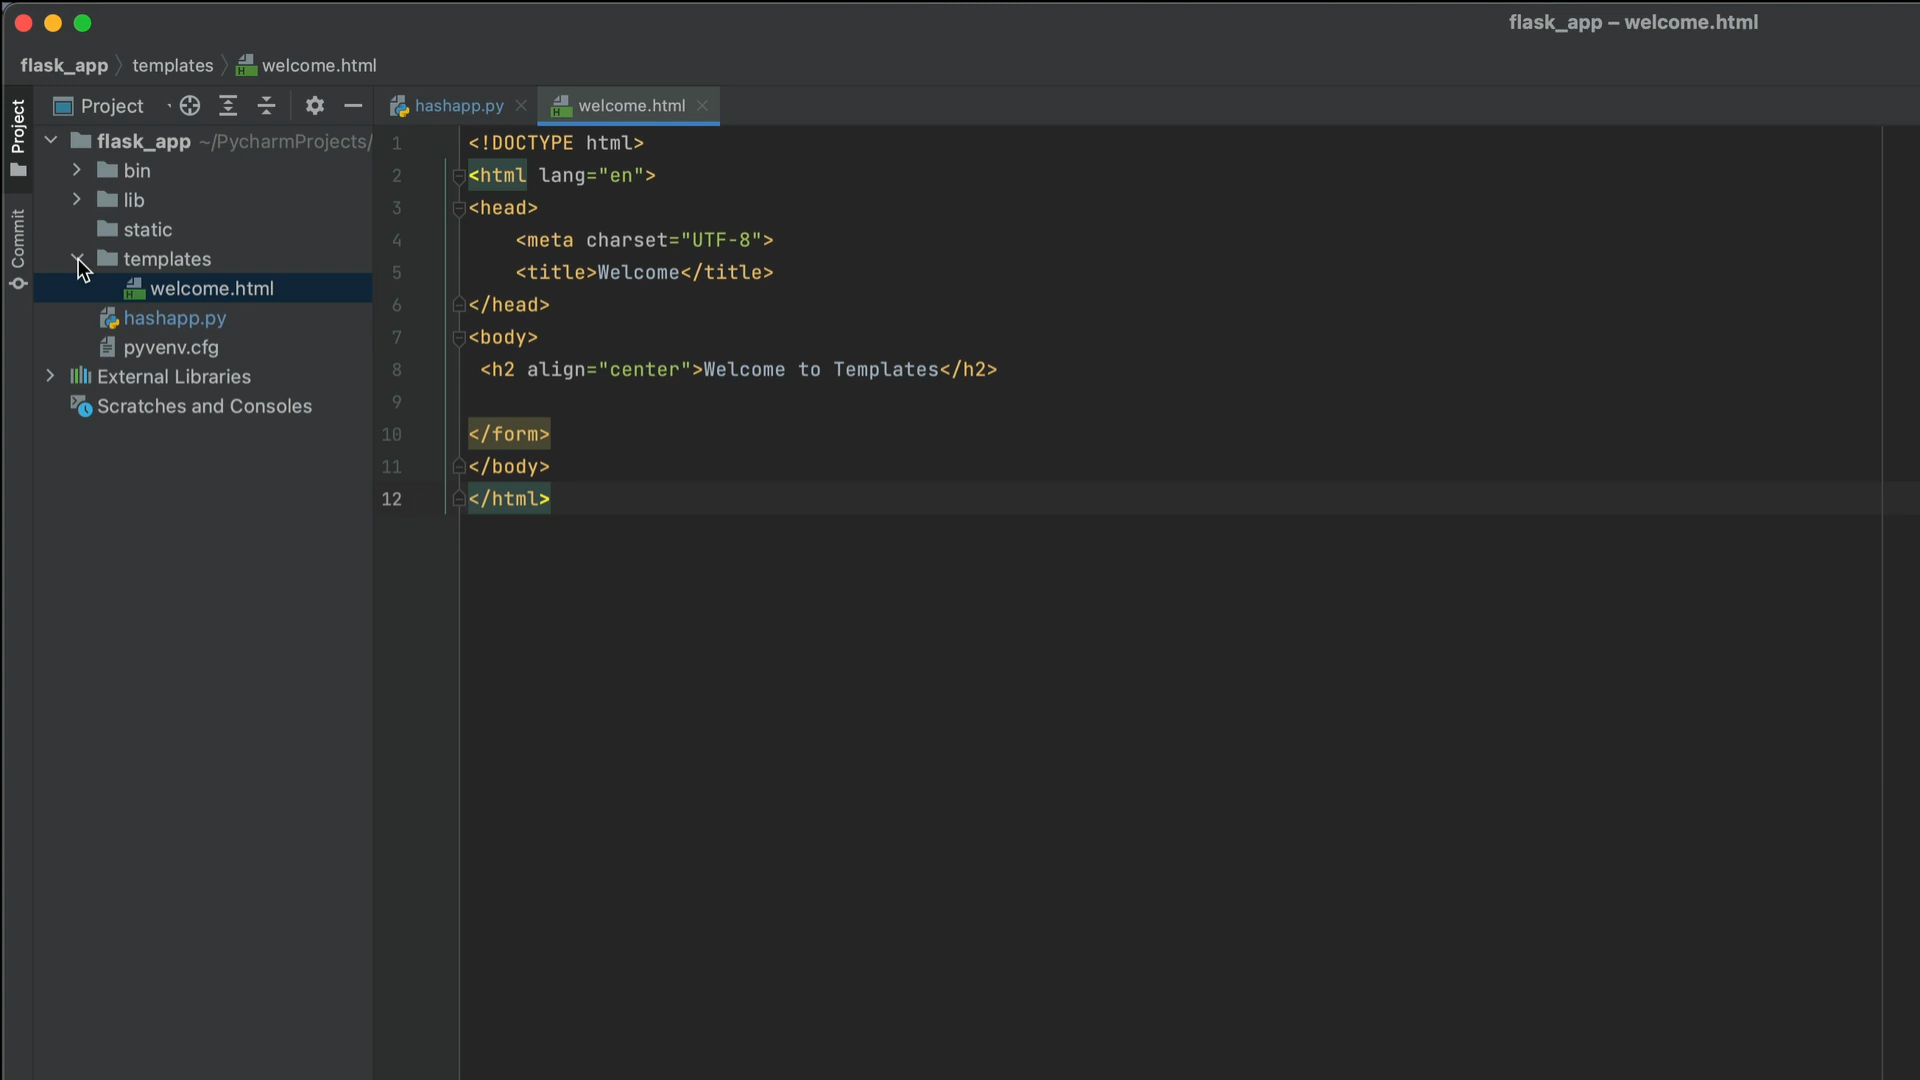 flask_app – welcome.html
flask_app templates welcome.html
Project
Commit
Project
flask_app ~/PycharmProjects/
bin
lib
static
templates
welcome.html
hashapp.py
pyvenv.cfg
External Libraries
Scratches and Consoles
hashapp.py welcome.html
1 <!DOCTYPE html>
2 <html lang="en">
3 <head>
4 <meta charset="UTF-8">
5 <title>Welcome</title>
6 </head>
7 <body>
8 <h2 align="center">Welcome to Templates</h2>
9
10 </form>
11 </body>
12 </html>